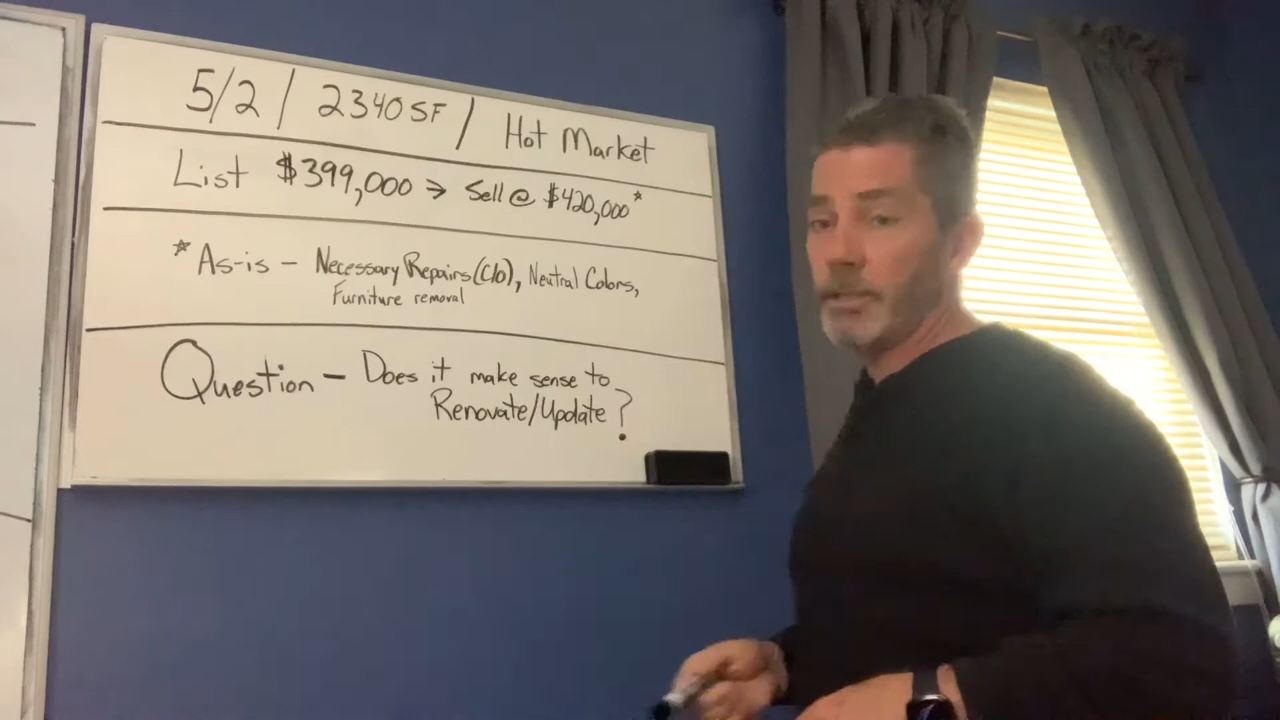 5/2 / 2340 SF / Hot Market
List $399,000 → Sell @ $420,000*
*As-is - Necessary Repairs (C/O), Neutral Colors,
Furniture removal
Question - Does it make sense to
Renovate/Update?